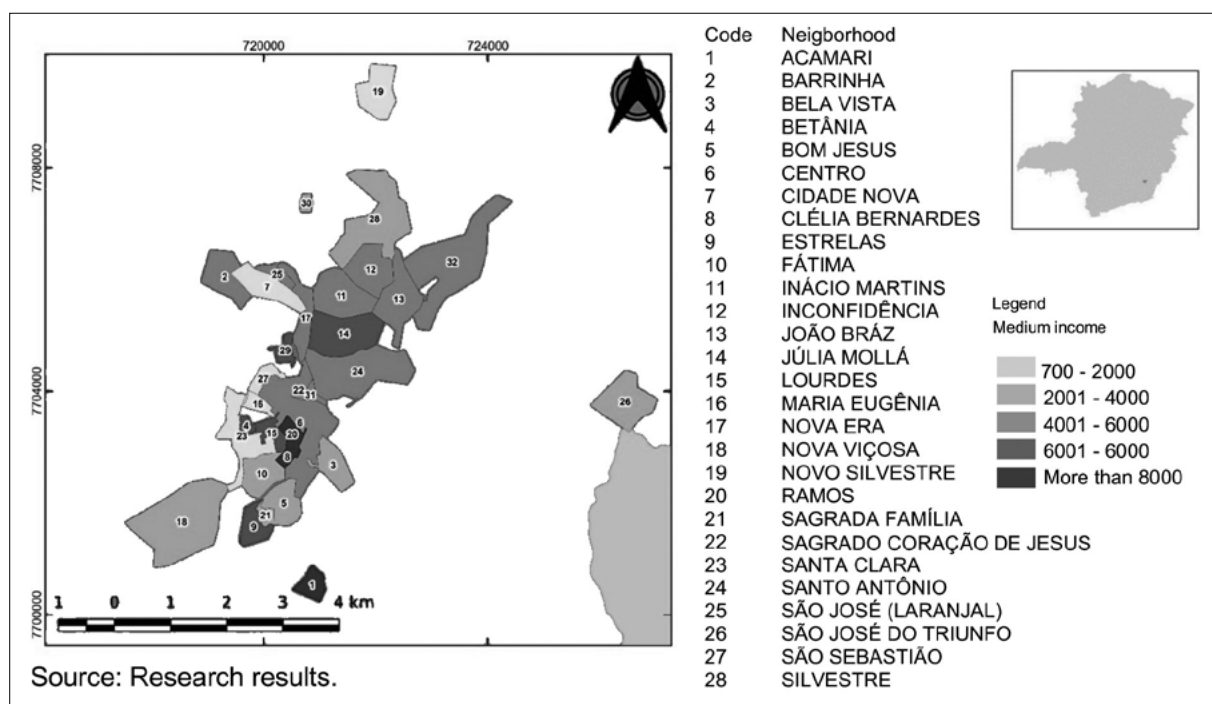 720000 724000
7708000
7704000
7700000
19
30
28
2
25
7
12
32
13
11
17
14
29
24
27
22
31
16
26
4
6
15
20
23
8
3
10
18
5
21
9
1
1 0 1 2 3 4 km
Source: Research results.
Code Neigborhood
1 ACAMARI
2 BARRINHA
3 BELA VISTA
4 BETÂNIA
5 BOM JESUS
6 CENTRO
7 CIDADE NOVA
8 CLÉLIA BERNARDES
9 ESTRELAS
10 FÁTIMA
11 INÁCIO MARTINS
12 INCONFIDÊNCIA
13 JOÃO BRÁZ
14 JÚLIA MOLLÁ
15 LOURDES
16 MARIA EUGÊNIA
17 NOVA ERA
18 NOVA VIÇOSA
19 NOVO SILVESTRE
20 RAMOS
21 SAGRADA FAMÍLIA
22 SAGRADO CORAÇÃO DE JESUS
23 SANTA CLARA
24 SANTO ANTÔNIO
25 SÃO JOSÉ (LARANJAL)
26 SÃO JOSÉ DO TRIUNFO
27 SÃO SEBASTIÃO
28 SILVESTRE
Legend
Medium income
700 - 2000
2001 - 4000
4001 - 6000
6001 - 6000
More than 8000